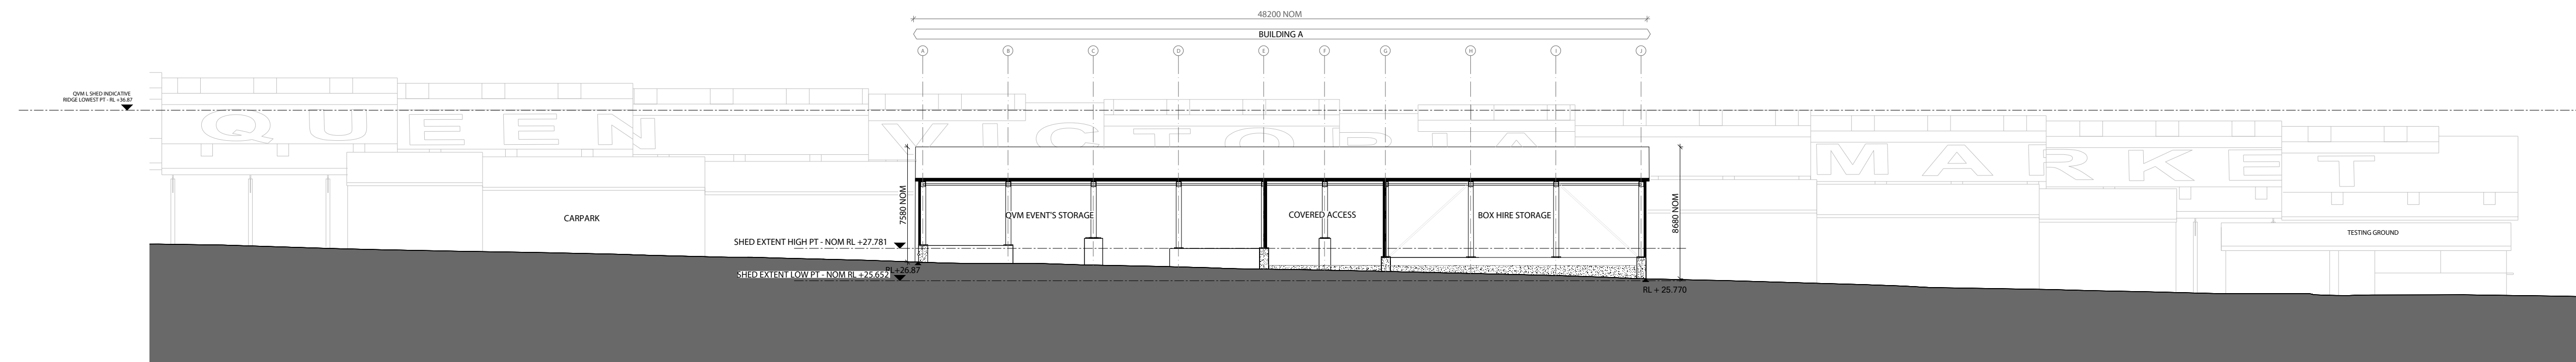 48200 NOM
BUILDING A
A B C D E F G H I J
QVM L SHED INDICATIVE
RIDGE LOWEST PT - RL +36.87
QUEEN VICTORIA MARKET
7580 NOM
8680 NOM
CARPARK
QVM EVENT'S STORAGE
COVERED ACCESS
BOX HIRE STORAGE
TESTING GROUND
SHED EXTENT HIGH PT - NOM RL +27.781
RL+26.87
SHED EXTENT LOW PT - NOM RL +25.652
RL + 25.770